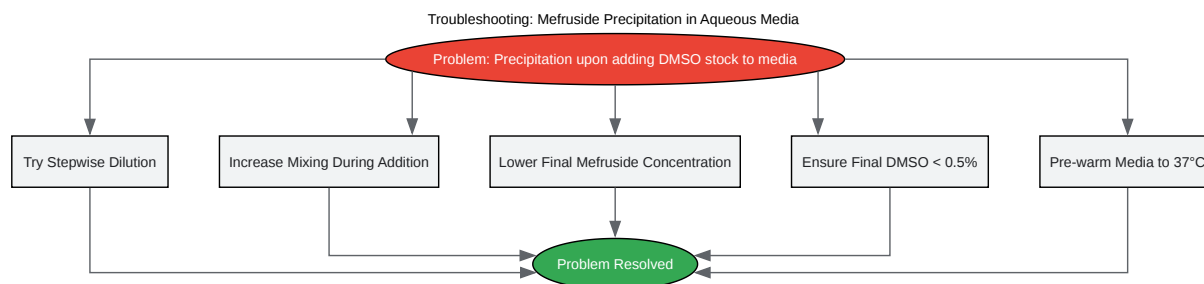 Troubleshooting: Mefruside Precipitation in Aqueous Media
Problem: Precipitation upon adding DMSO stock to media
Try Stepwise Dilution
Increase Mixing During Addition
Lower Final Mefruside Concentration
Ensure Final DMSO < 0.5%
Pre-warm Media to 37°C
Problem Resolved